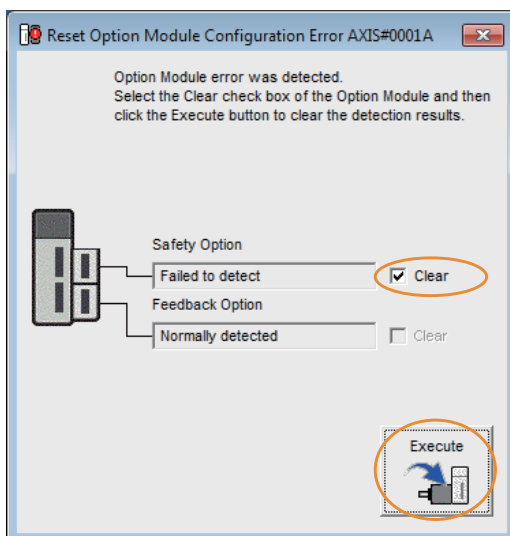 Reset Option Module Configuration Error AXIS#0001A
Option Module error was detected.
Select the Clear check box of the Option Module and then
click the Execute button to clear the detection results.
Safety Option
Failed to detect
Clear
Feedback Option
Normally detected
Clear
Execute